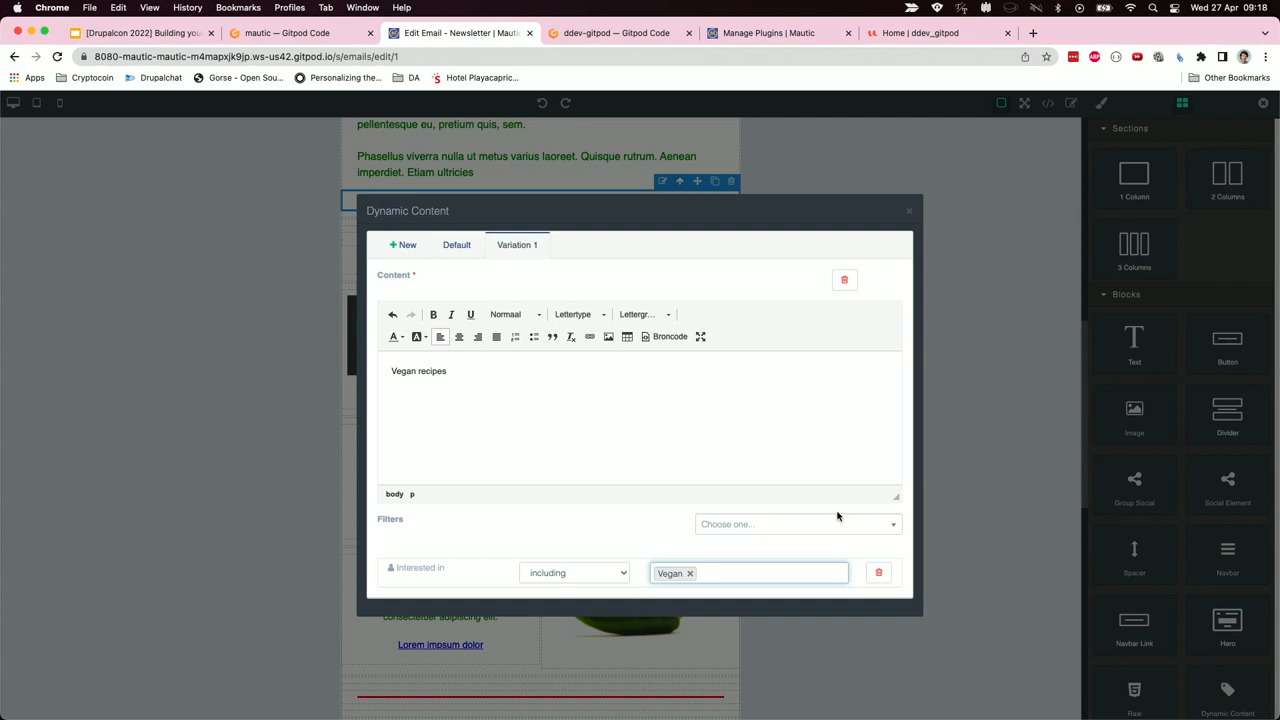 Chrome File Edit View History Bookmarks Profiles Tab Window Help Wed 27 Apr 09:18
[Drupalcon 2022] Building you mautic — Gitpod Code Edit Email - Newsletter | Mauti ddev-gitpod — Gitpod Code Manage Plugins | Mautic Home | ddev_gitpod
8080-mautic-mautic-m4mapxjk9jp.ws-us42.gitpod.io/s/emails/edit/1
Apps Cryptocoin Drupalchat Gorse - Open Sou... Personalizing the... DA Hotel Playacapric... Other Bookmarks
pellentesque eu, pretium quis, sem.
Phasellus viverra nulla ut metus varius laoreet. Quisque rutrum. Aenean
imperdiet. Etiam ultricies
Dynamic Content
New Default Variation 1
Content *
Normaal Lettertype Lettergr...
Broncode
Vegan recipes
body p
Filters Choose one...
Interested in including Vegan
consectetuer adipiscing elit.
Lorem impsum dolor
Sections
1 Column 2 Columns
3 Columns
Blocks
Text Button
Image Divider
Group Social Social Element
Spacer Navbar
Navbar Link Hero
Raw Dynamic Content